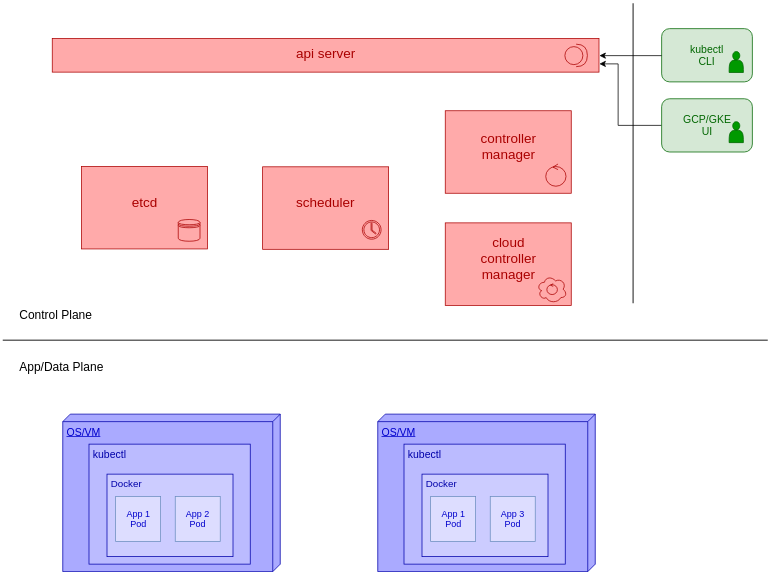 api server
kubectl
CLI
GCP/GKE
UI
controller
manager
etcd
scheduler
cloud
controller
manager
Control Plane
App/Data Plane
OS/VM
kubectl
Docker
App 1
Pod
App 2
Pod
OS/VM
kubectl
Docker
App 1
Pod
App 3
Pod